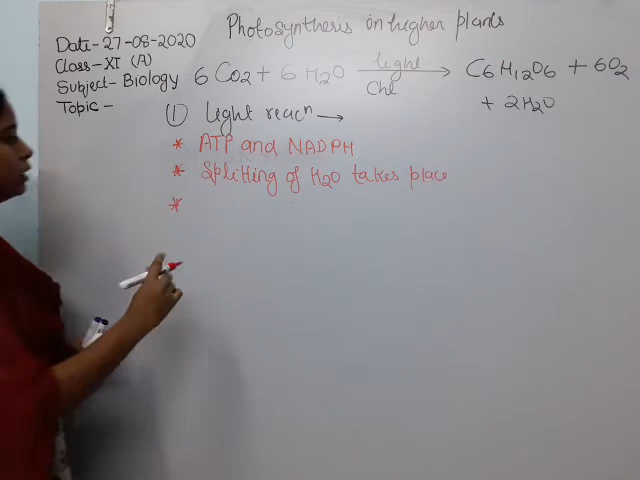 Photosynthesis in higher plants
Date-27-08-2020
Class-XI (A)
Subject-Biology
Topic-
6 CO2 + 6 H2O light Chl → C6H12O6 + 6O2
+ 2H2O
① Light reacn →
* ATP and NADPH
* Splitting of H2O takes place
*